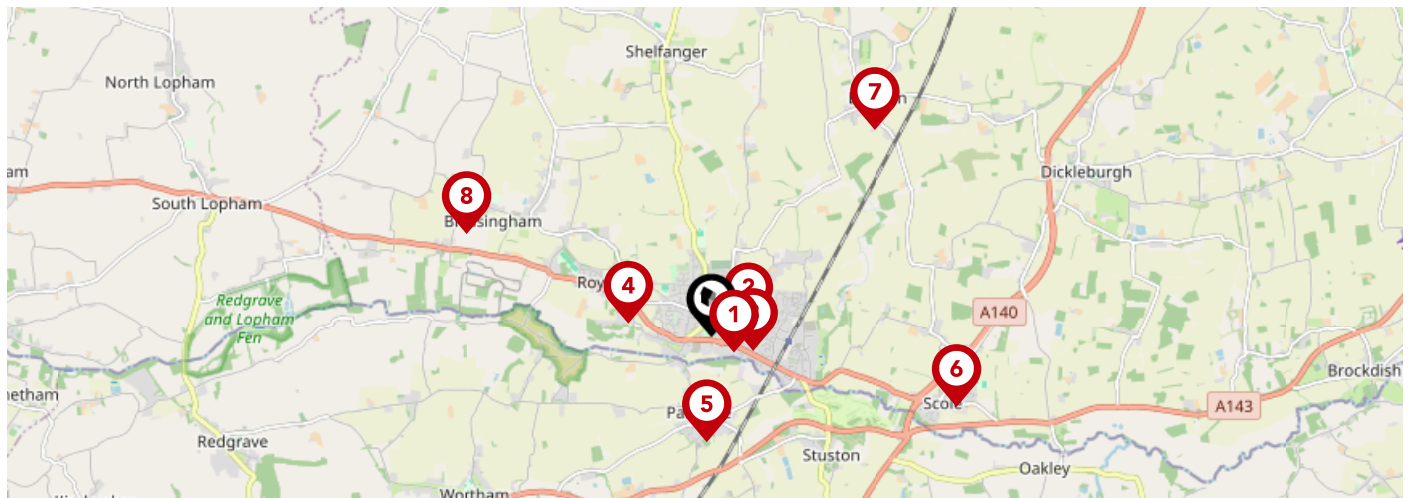 Shelfanger
North Lopham
7
Dickleburgh
am
8
South Lopham
4
2
1
Redgrave
and Lopham
Fen
A140
6
Brockdish
5
A143
Redgrave
Stuston
Oakley
Wortham